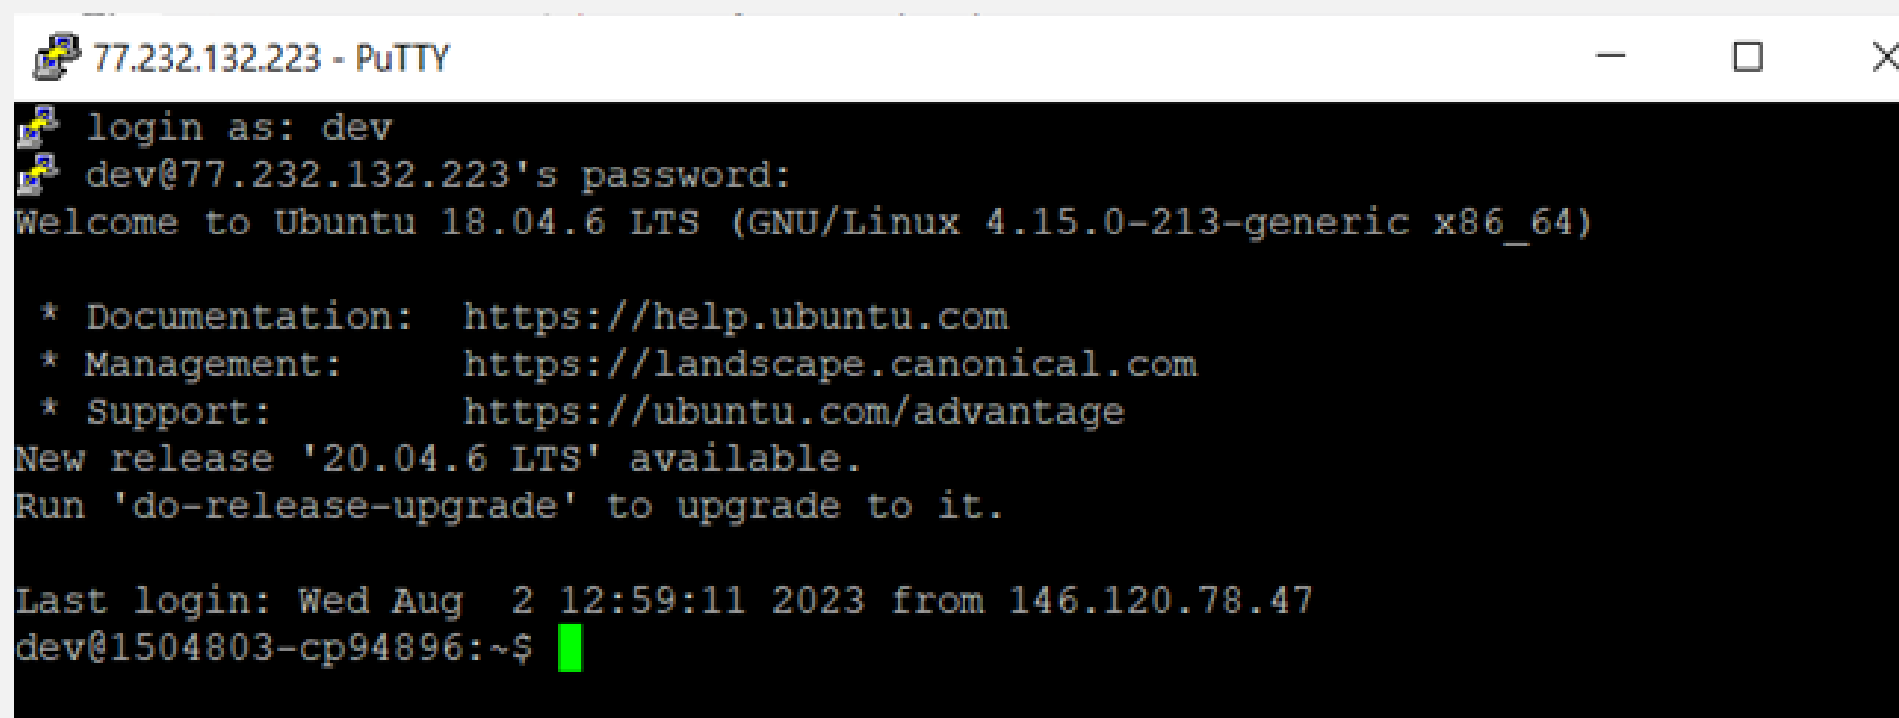 77.232.132.223 - PuTTY
login as: dev
dev@77.232.132.223's password:
Welcome to Ubuntu 18.04.6 LTS (GNU/Linux 4.15.0-213-generic x86_64)
* Documentation:  https://help.ubuntu.com
* Management:     https://landscape.canonical.com
* Support:        https://ubuntu.com/advantage
New release '20.04.6 LTS' available.
Run 'do-release-upgrade' to upgrade to it.
Last login: Wed Aug  2 12:59:11 2023 from 146.120.78.47
dev@1504803-cp94896:~$